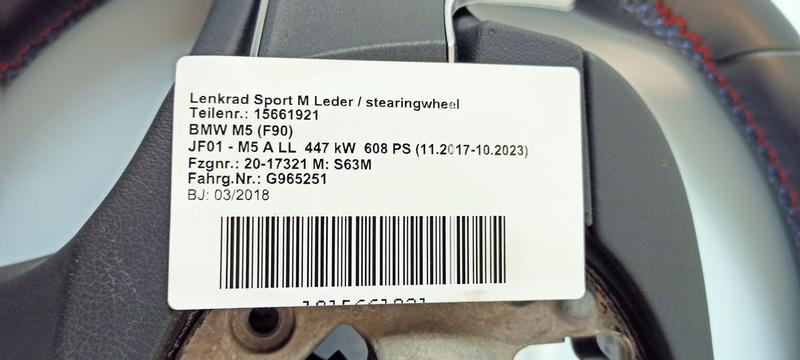 Lenkrad Sport M Leder / stearingwheel
Teilenr.: 15661921
BMW M5 (F90)
JF01 - M5 A LL 447 kW 608 PS (11.2017-10.2023)
Fzgnr.: 20-17321 M: S63M
Fahrg.Nr.: G965251
BJ: 03/2018